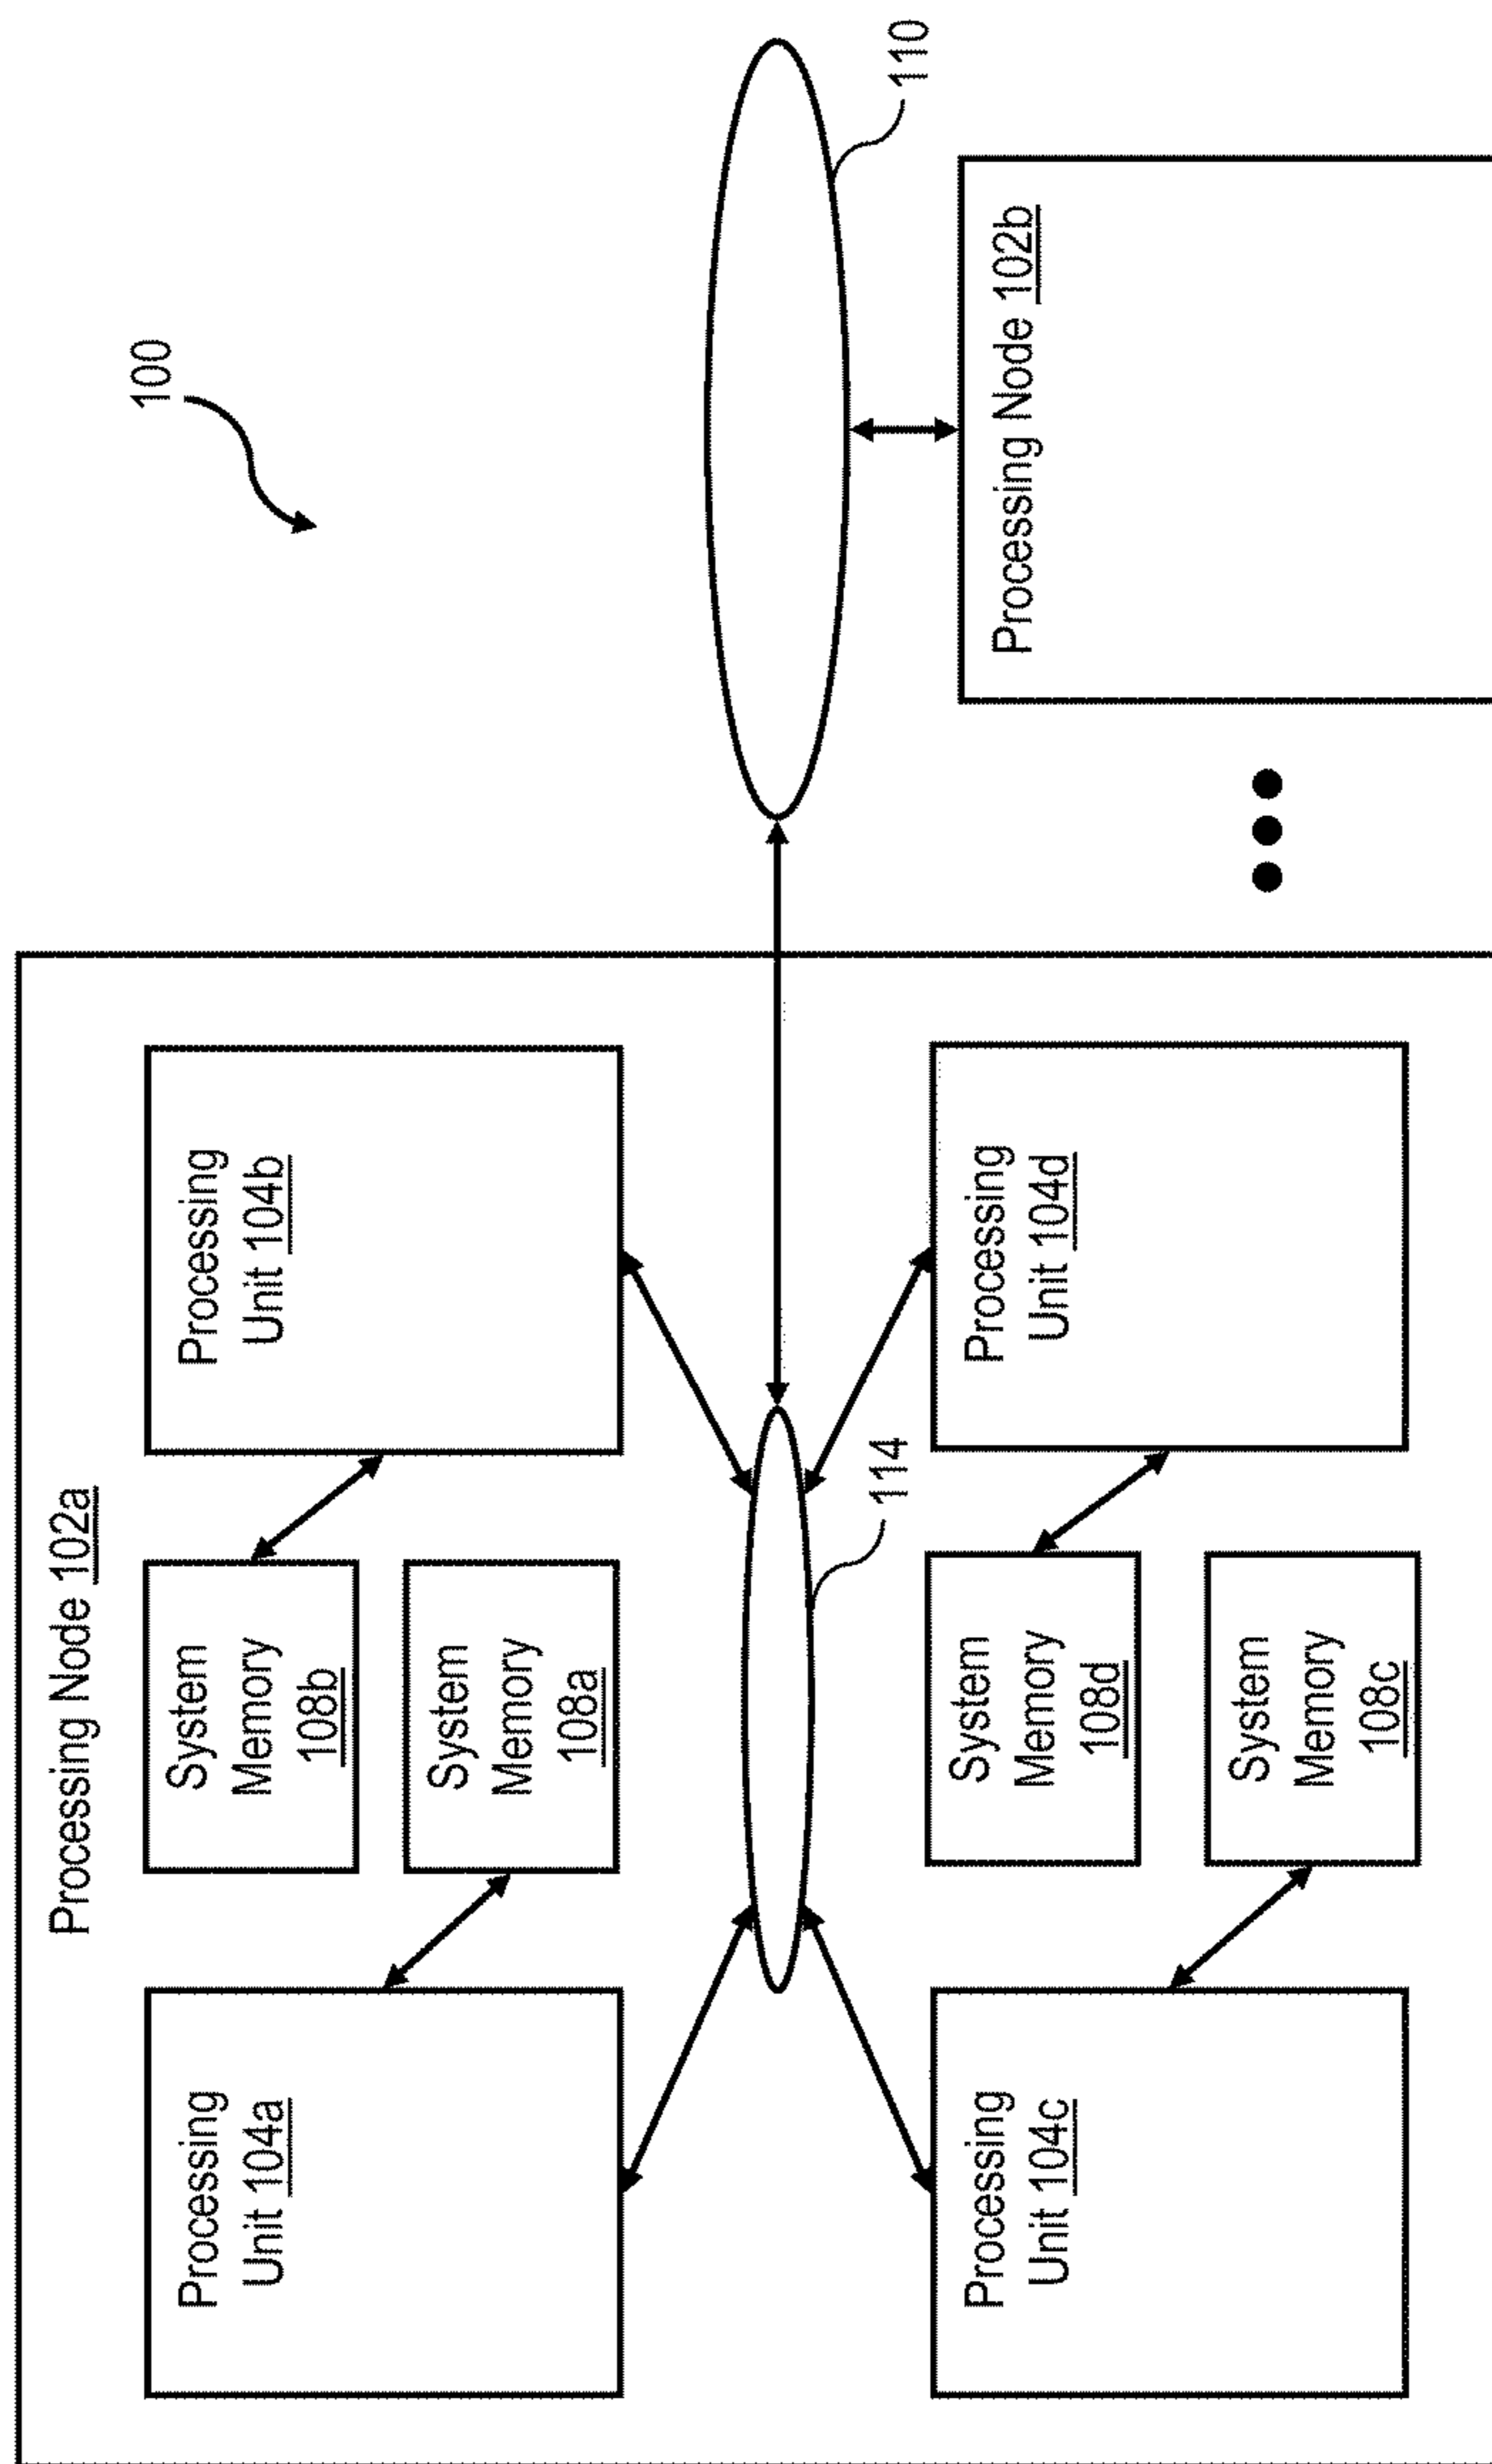 100
Processing Node 102a
Processing
Unit 104a
System
Memory
108b
System
Memory
108a
Processing
Unit 104b
114
110
Processing
Unit 104c
System
Memory
108d
System
Memory
108c
Processing
Unit 104d
Processing Node 102b